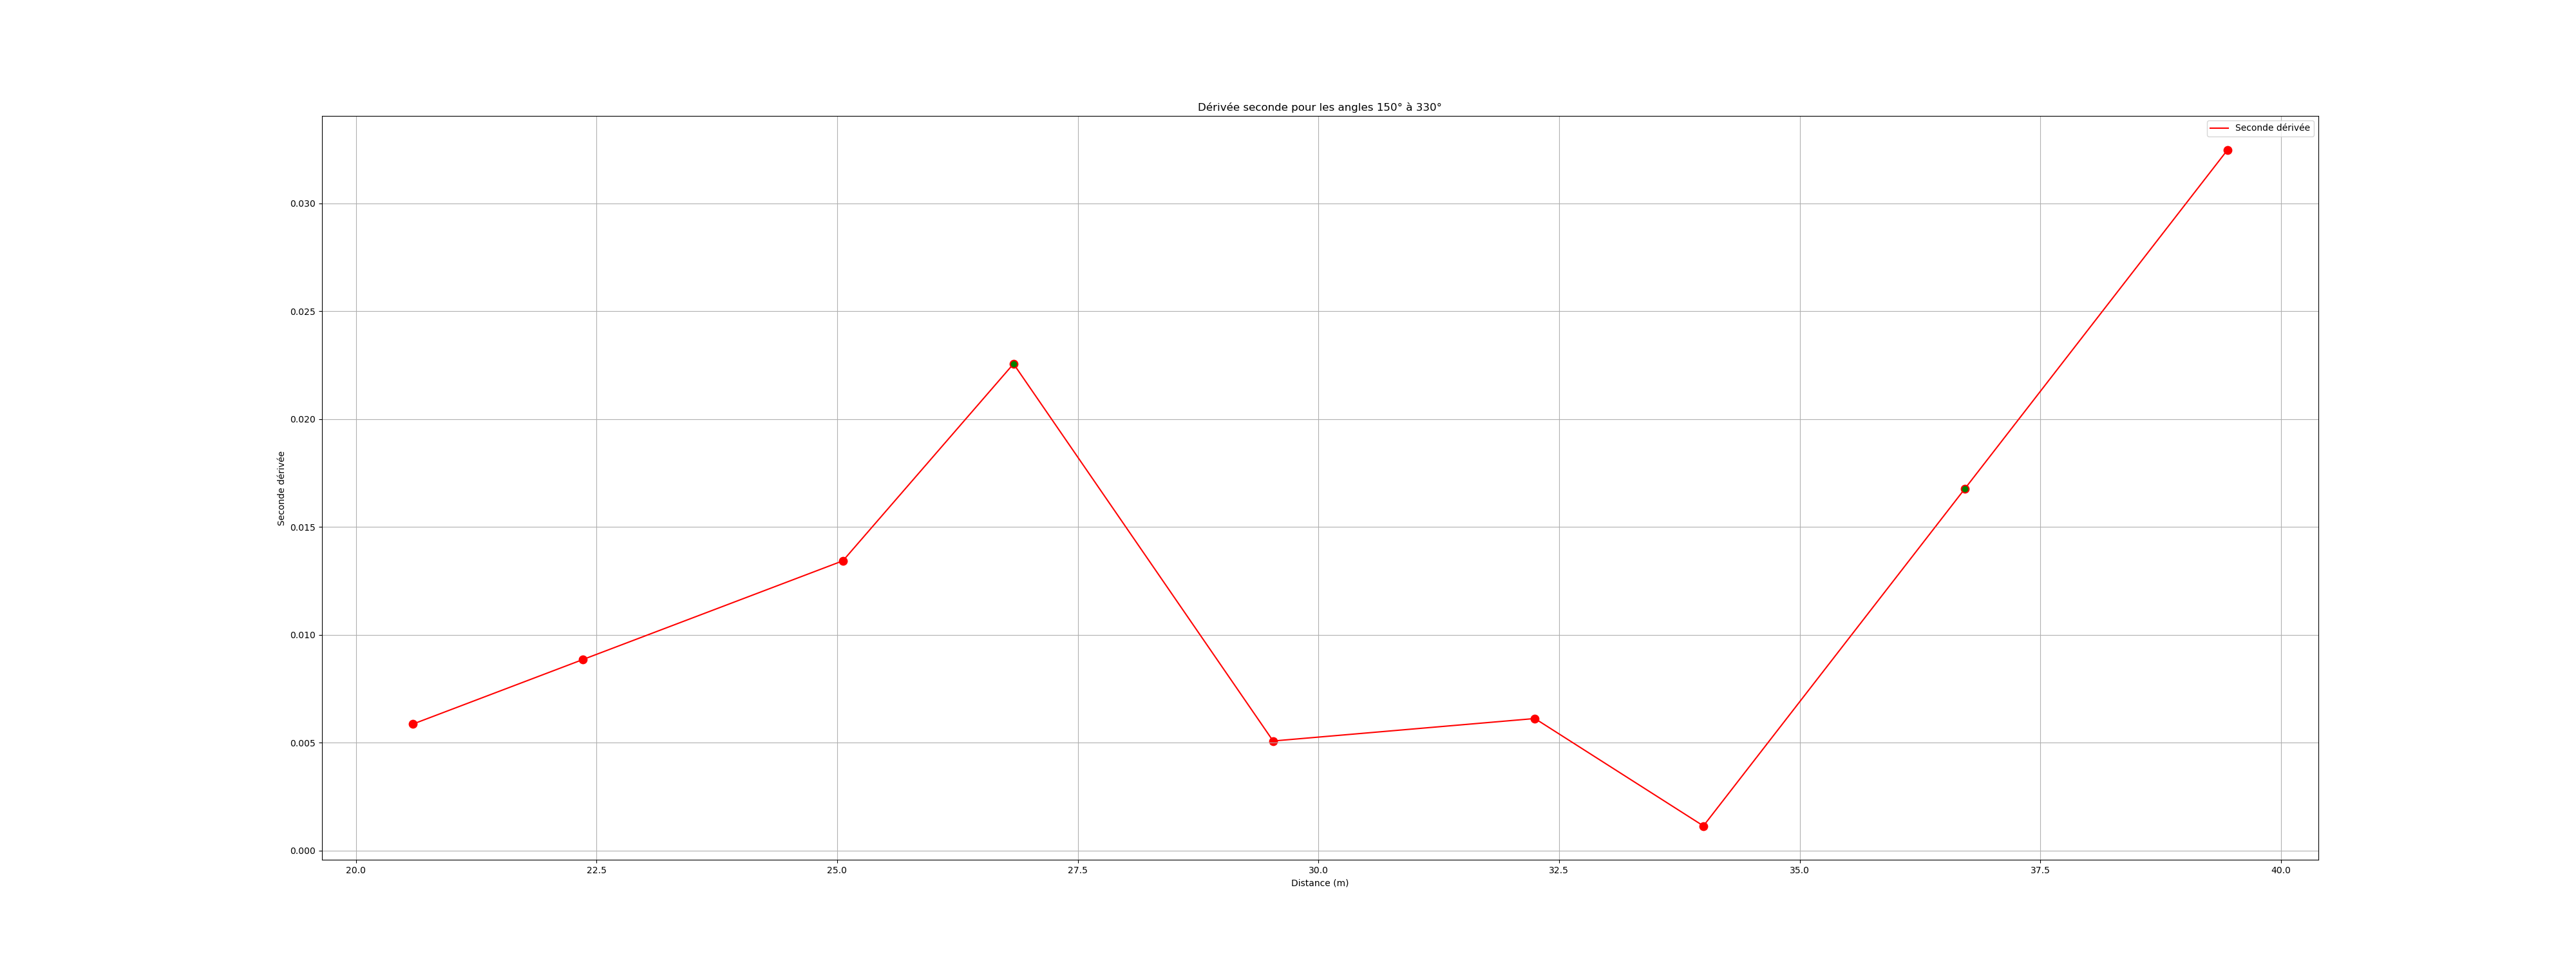 Dérivée seconde pour les angles 150° à 330°
Seconde dérivée
Seconde dérivée
0.030
0.025
0.020
0.015
0.010
0.005
0.000
20.0 22.5 25.0 27.5 30.0 32.5 35.0 37.5 40.0
Distance (m)